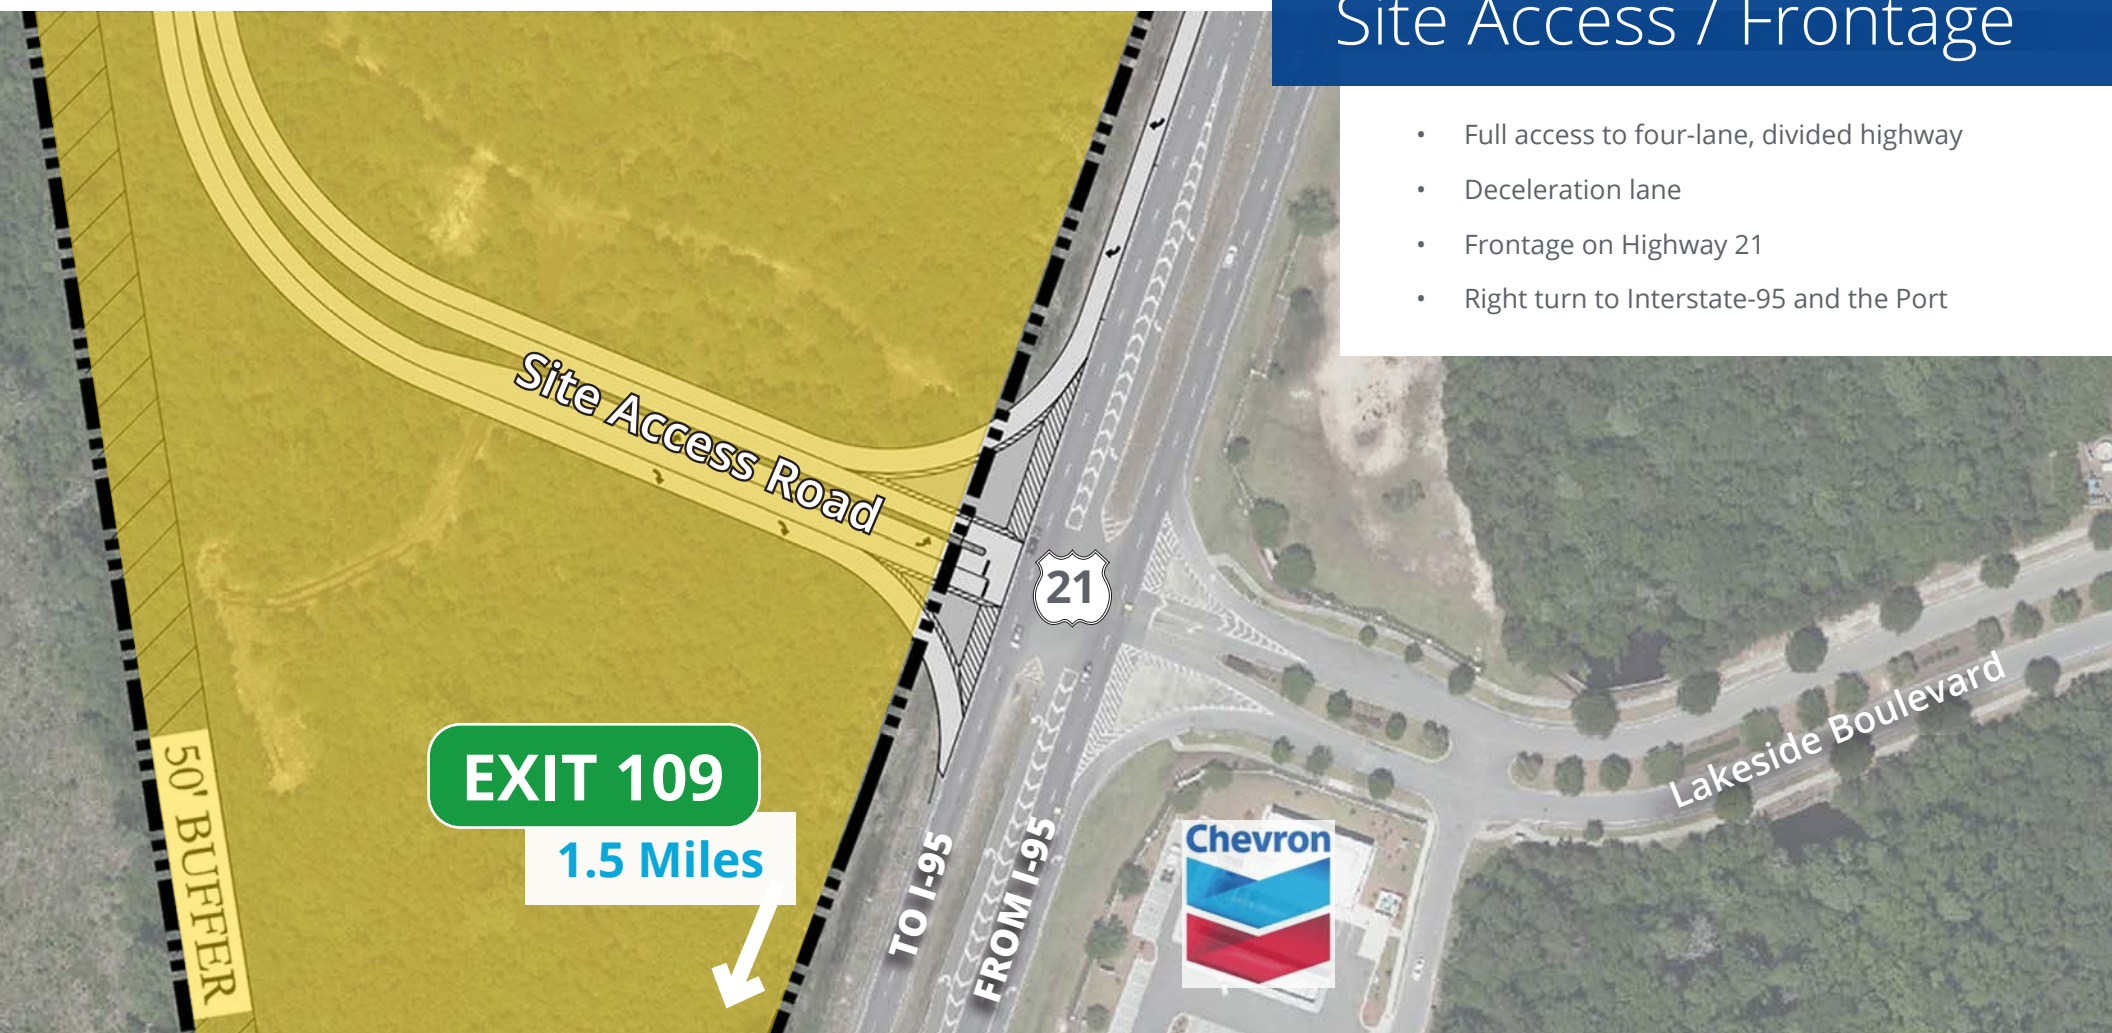 Site Access / Frontage
• Full access to four-lane, divided highway
• Deceleration lane
• Frontage on Highway 21
• Right turn to Interstate-95 and the Port
Site Access Road
21
Lakeside Boulevard
EXIT 109
1.5 Miles
50' BUFFER
TO I-95
FROM I-95
Chevron